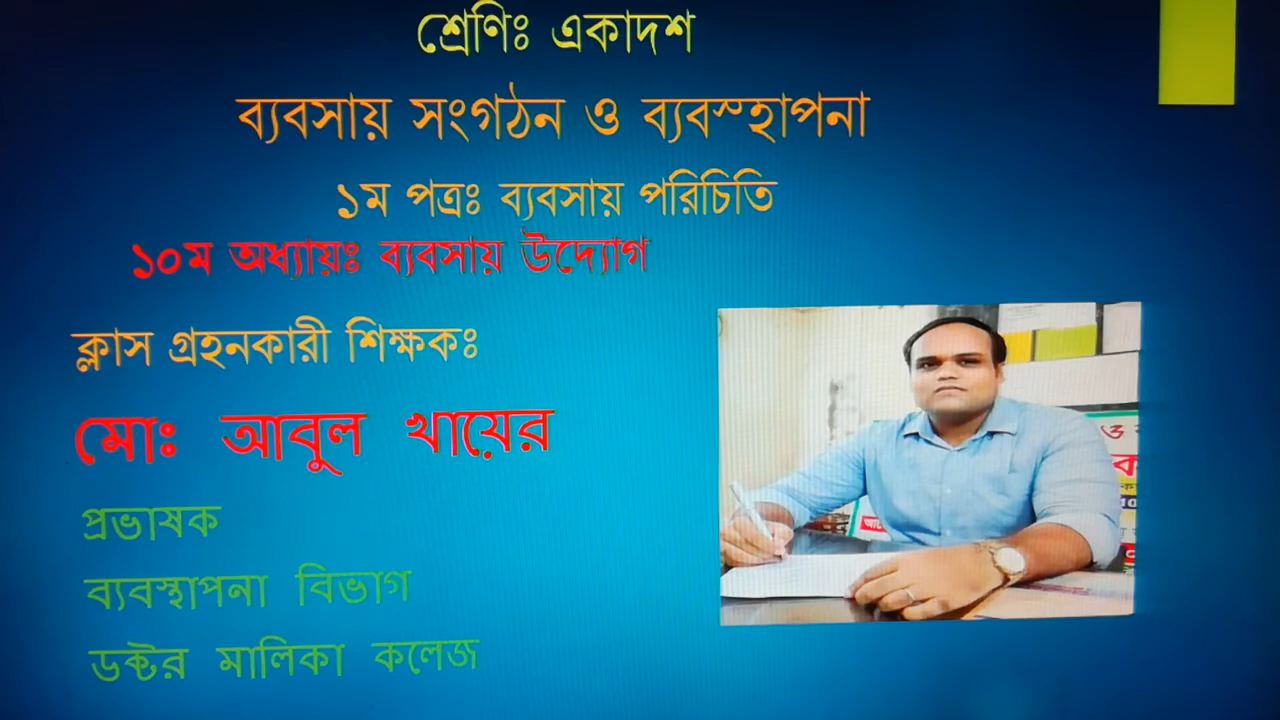 শ্রেণিঃ একাদশ
ব্যবসায় সংগঠন ও ব্যবস্হাপনা
১ম পত্রঃ ব্যবসায় পরিচিতি
১০ম অধ্যায়ঃ ব্যবসায় উদ্যোগ
ক্লাস গ্রহনকারী শিক্ষকঃ
মোঃ আবুল খায়ের
প্রভাষক
ব্যবস্থাপনা বিভাগ
ডক্টর মালিকা কলেজ